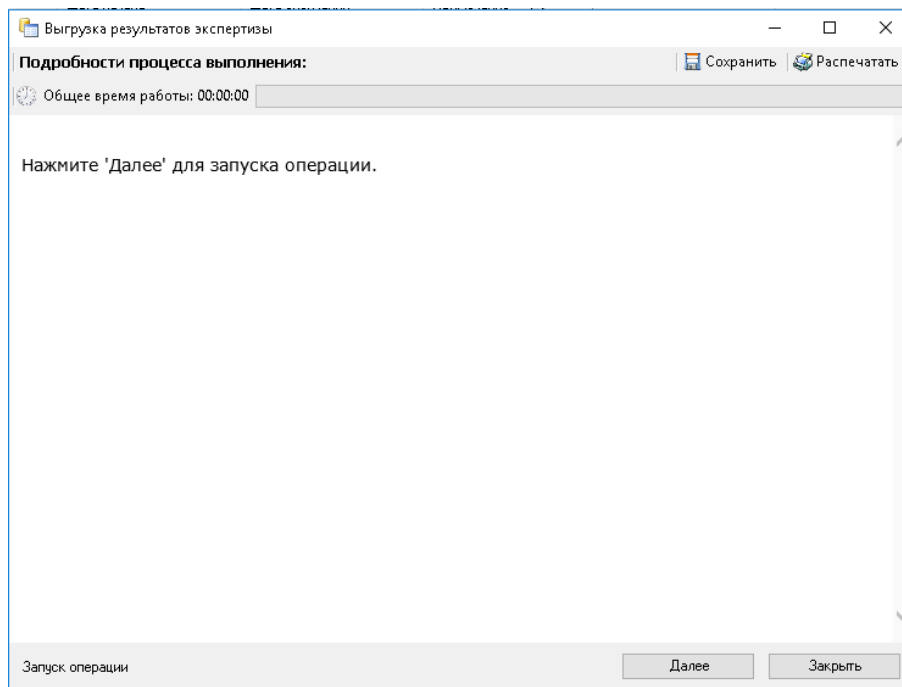 Выгрузка результатов экспертизы
Подробности процесса выполнения:
Сохранить
Распечатать
Общее время работы: 00:00:00
Нажмите 'Далее' для запуска операции.
Запуск операции
Далее
Закрыть